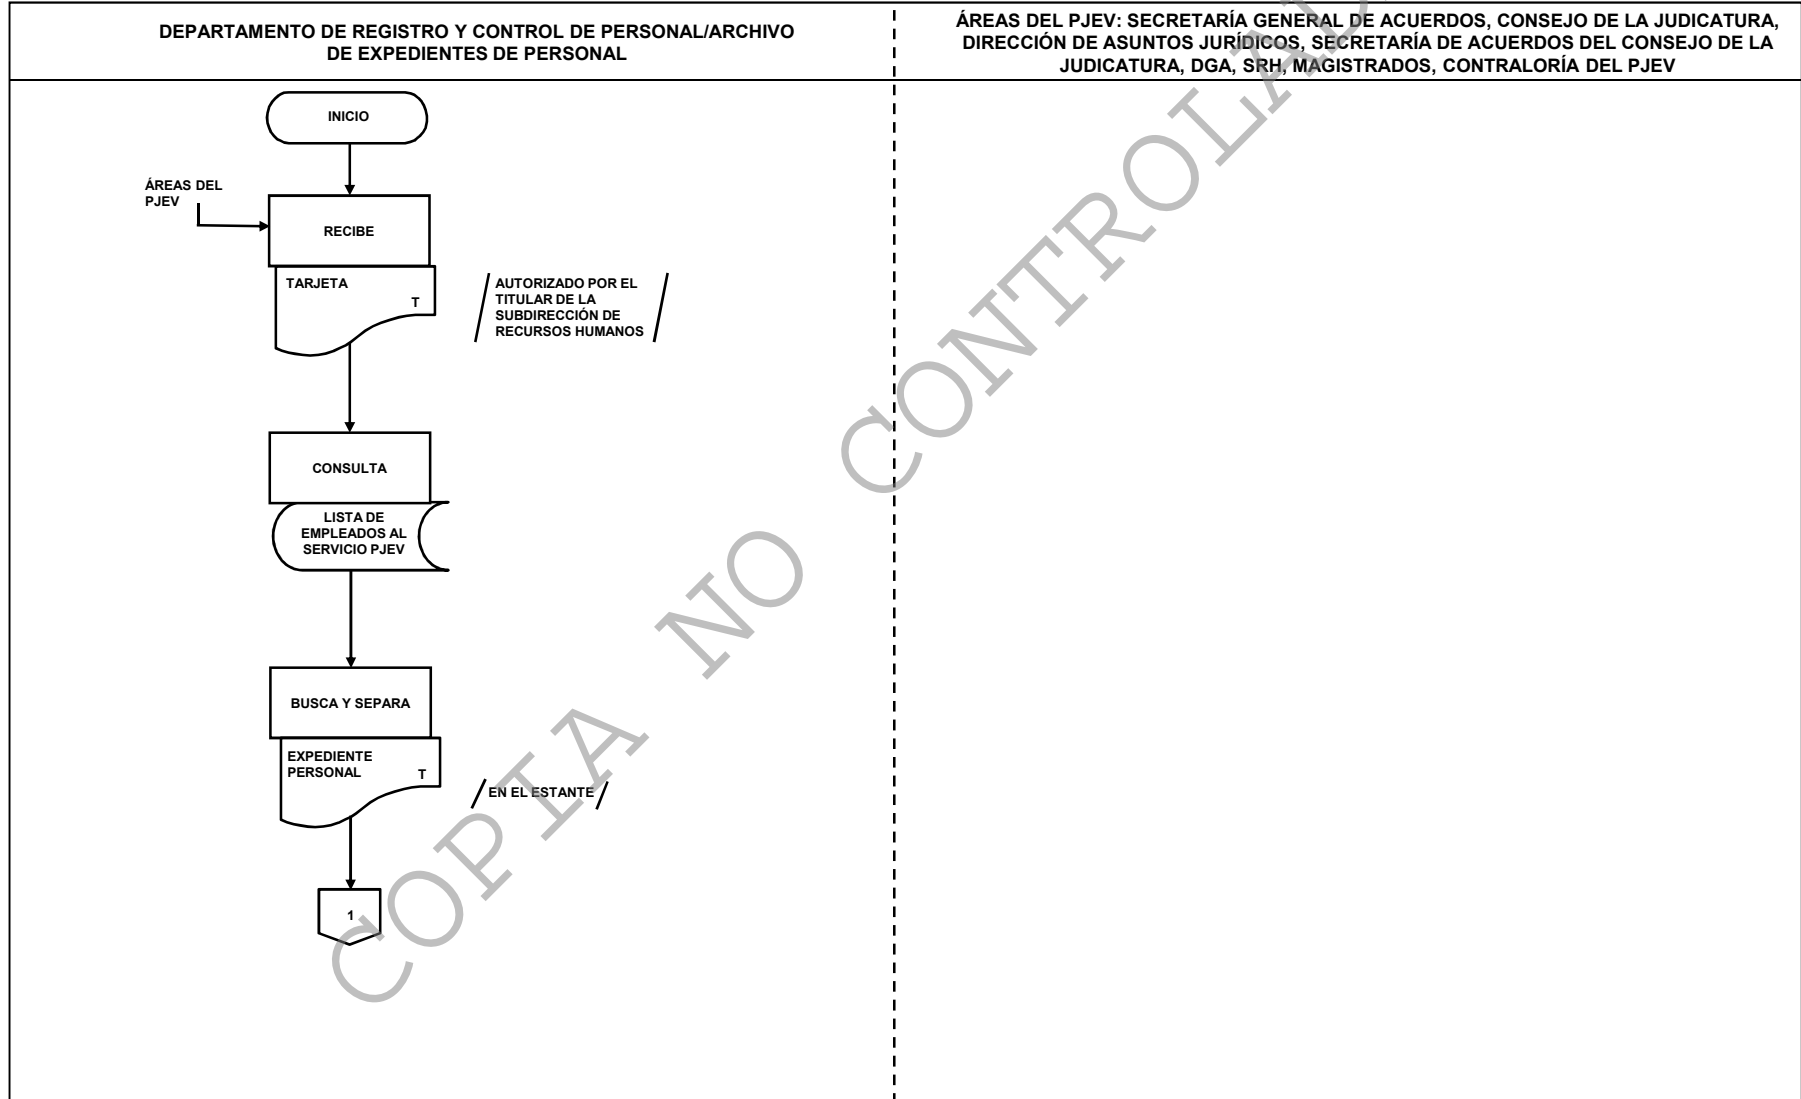 DEPARTAMENTO DE REGISTRO Y CONTROL DE PERSONAL/ARCHIVO
DE EXPEDIENTES DE PERSONAL
ÁREAS DEL PJEV: SECRETARÍA GENERAL DE ACUERDOS, CONSEJO DE LA JUDICATURA,
DIRECCIÓN DE ASUNTOS JURÍDICOS, SECRETARÍA DE ACUERDOS DEL CONSEJO DE LA
JUDICATURA, DGA, SRH, MAGISTRADOS, CONTRALORÍA DEL PJEV
INICIO
ÁREAS DEL
PJEV
RECIBE
TARJETA
T
AUTORIZADO POR EL
TITULAR DE LA
SUBDIRECCIÓN DE
RECURSOS HUMANOS
CONSULTA
LISTA DE
EMPLEADOS AL
SERVICIO PJEV
BUSCA Y SEPARA
EXPEDIENTE
PERSONAL
T
EN EL ESTANTE
1
COPIA NO CONTROLAD